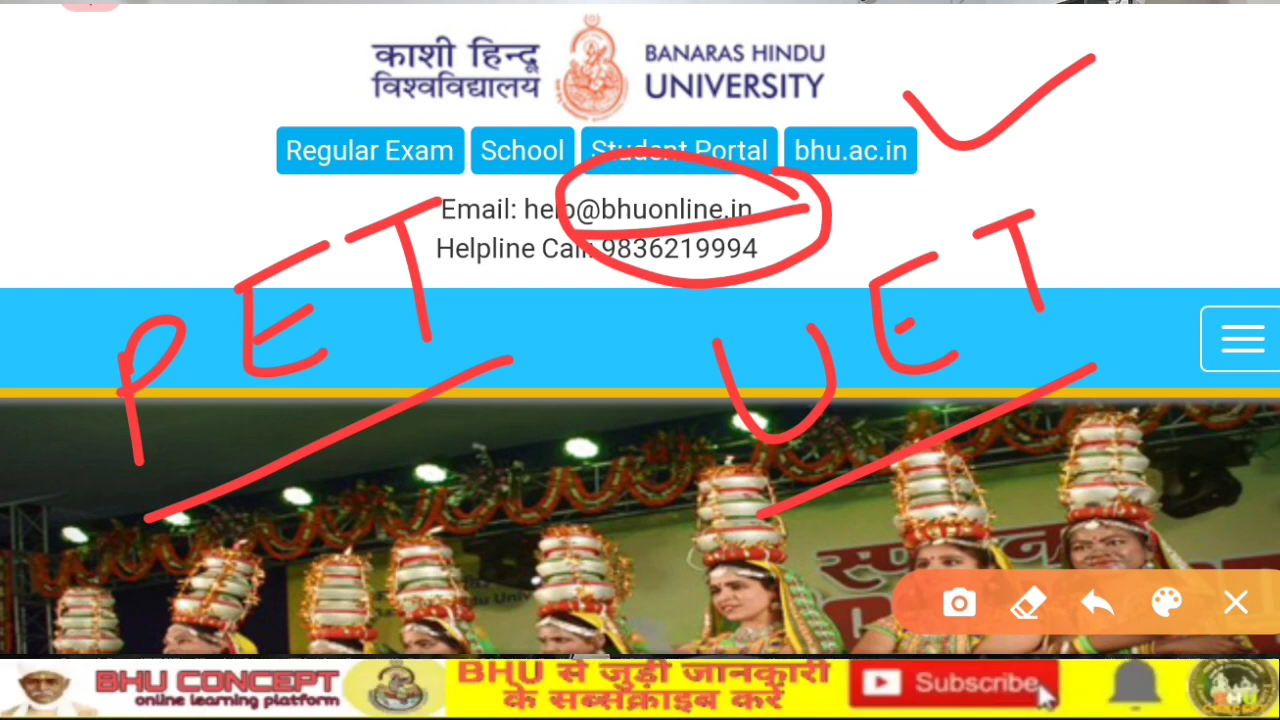 काशी हिन्दू
विश्वविद्यालय
BANARAS HINDU
UNIVERSITY
Regular Exam School Student Portal bhu.ac.in
Email: help@bhuonline.in
Helpline Call: 9836219994
PET UET
BHU CONCEPT
online learning platform
BHU से जुड़ी जानकारी
के सब्सक्राइब करें
Subscribe